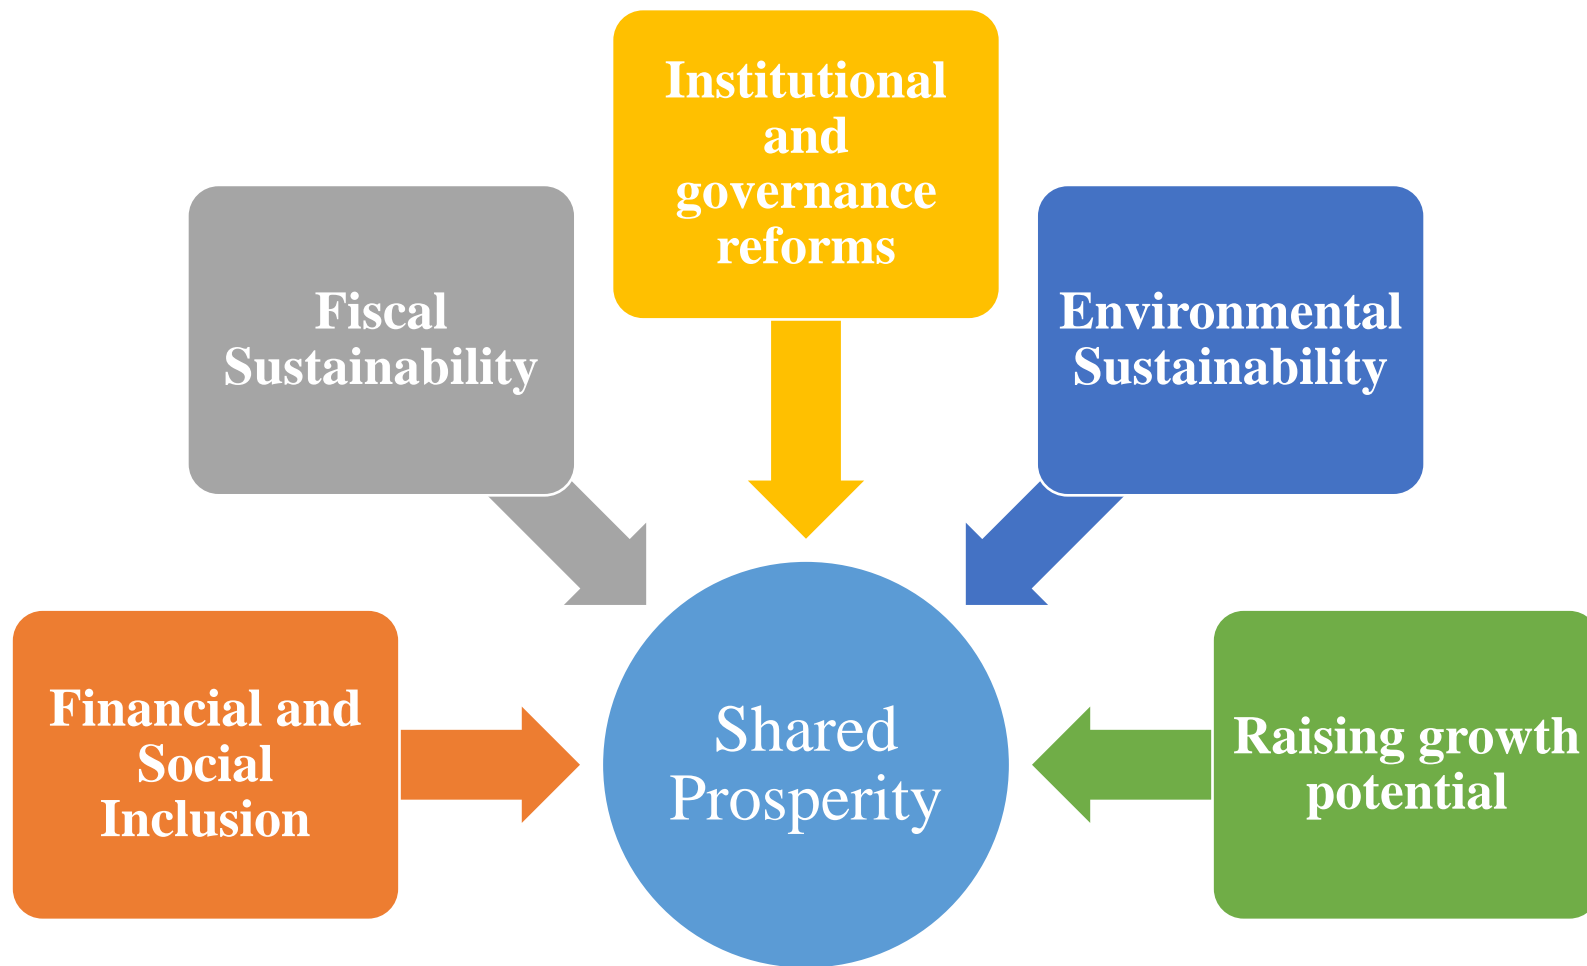 Institutional
and
governance
reforms
Fiscal
Sustainability
Environmental
Sustainability
Financial and
Social
Inclusion
Shared
Prosperity
Raising growth
potential